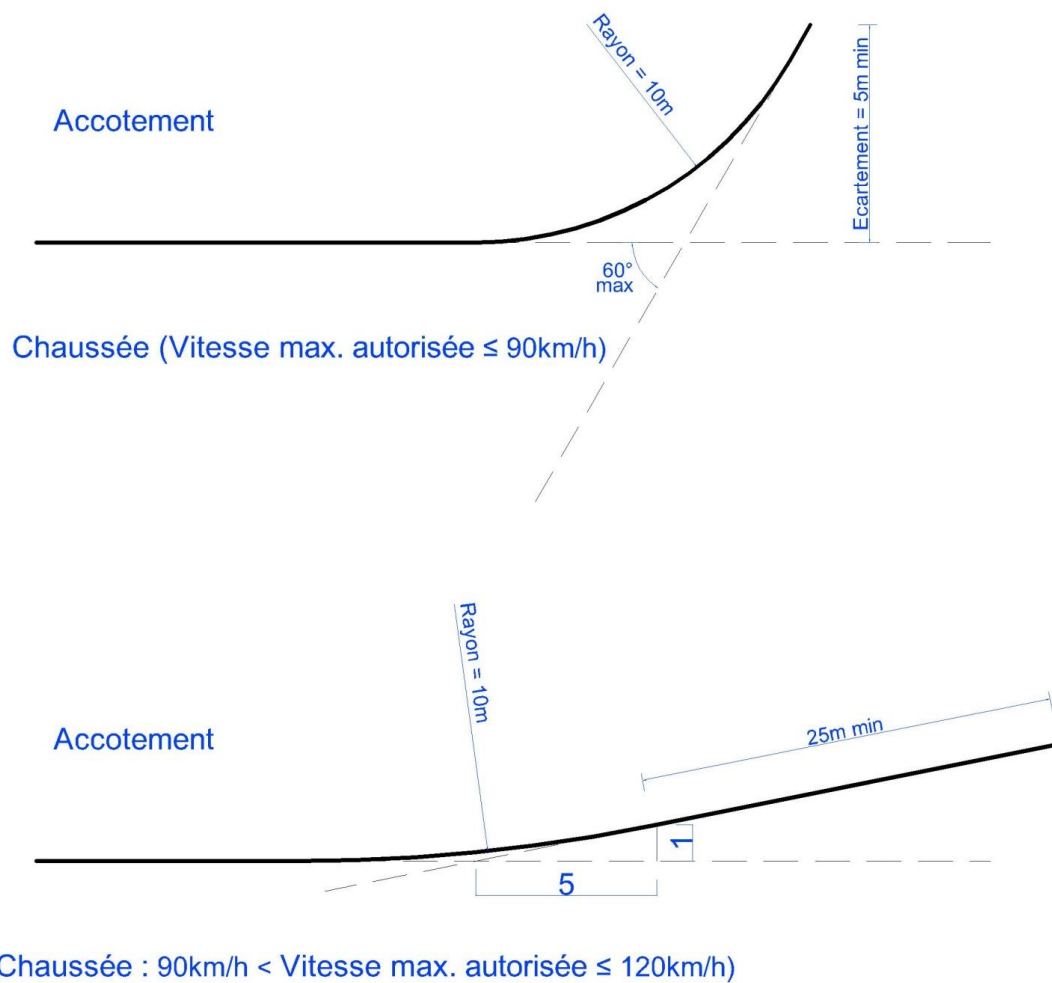 Rayon = 10m
Accotement
Ecartement = 5m min
60°
max
Chaussée (Vitesse max. autorisée ≤ 90km/h)
Rayon = 10m
Accotement
25m min
1
5
Chaussée : 90km/h < Vitesse max. autorisée ≤ 120km/h)